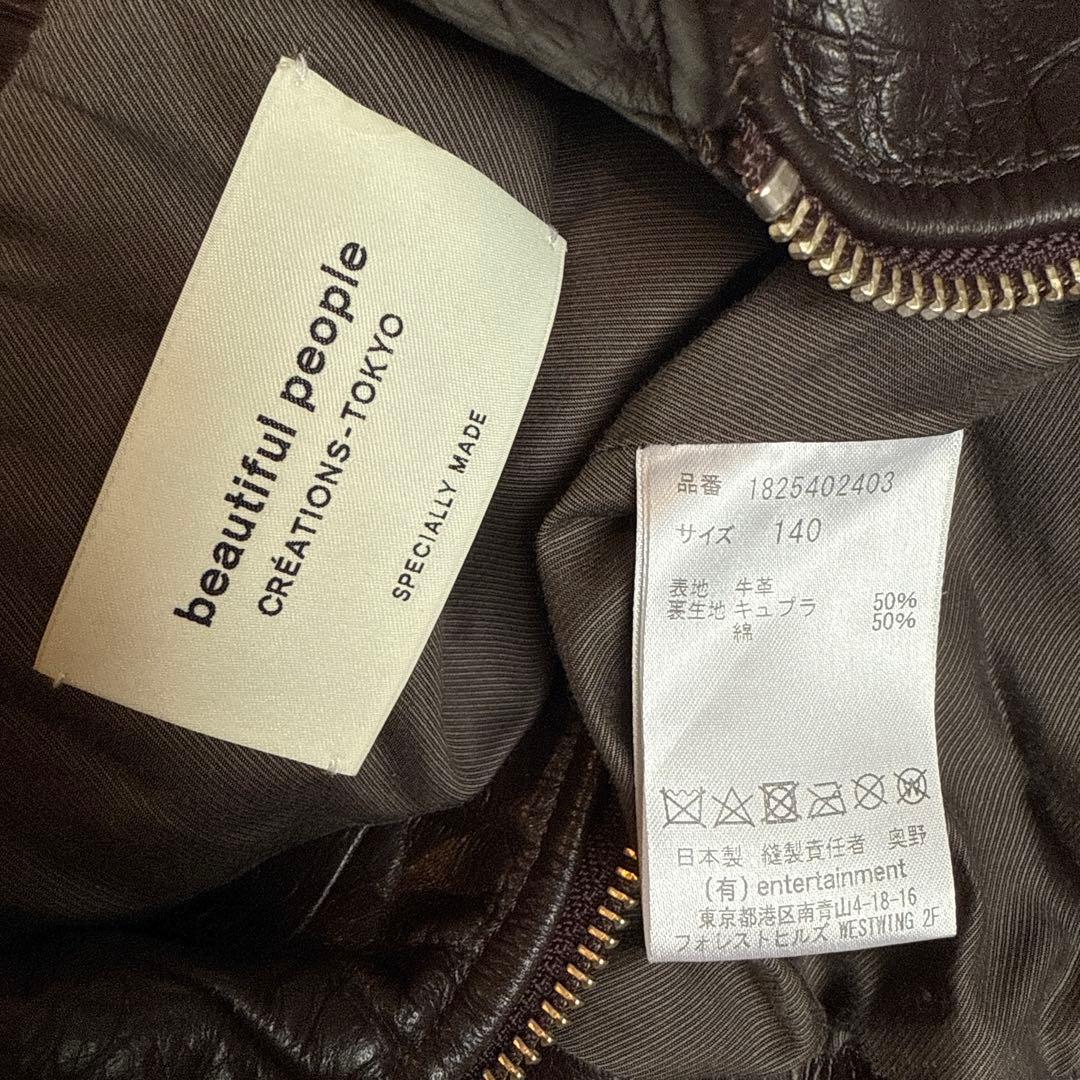 beautiful people
CRÉATIONS-TOKYO
SPECIALLY MADE
品番 1825402403
サイズ 140
表地 牛革
裏生地 キュプラ 50%
綿 50%
日本製 縫製責任者 奥野
(有) entertainment
東京都港区南青山4-18-16
フォレストヒルズ WESTWING 2F